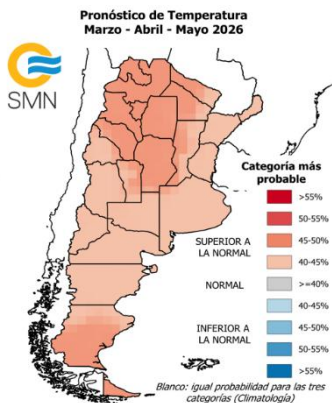 Pronóstico de Temperatura
Marzo - Abril - Mayo 2026
SMN
Categoría más
probable
>55%
50-55%
SUPERIOR A
LA NORMAL
45-50%
40-45%
NORMAL
>=40%
INFERIOR A
LA NORMAL
40-45%
45-50%
50-55%
>55%
Blanco: igual probabilidad para las tres
categorías (Climatología)